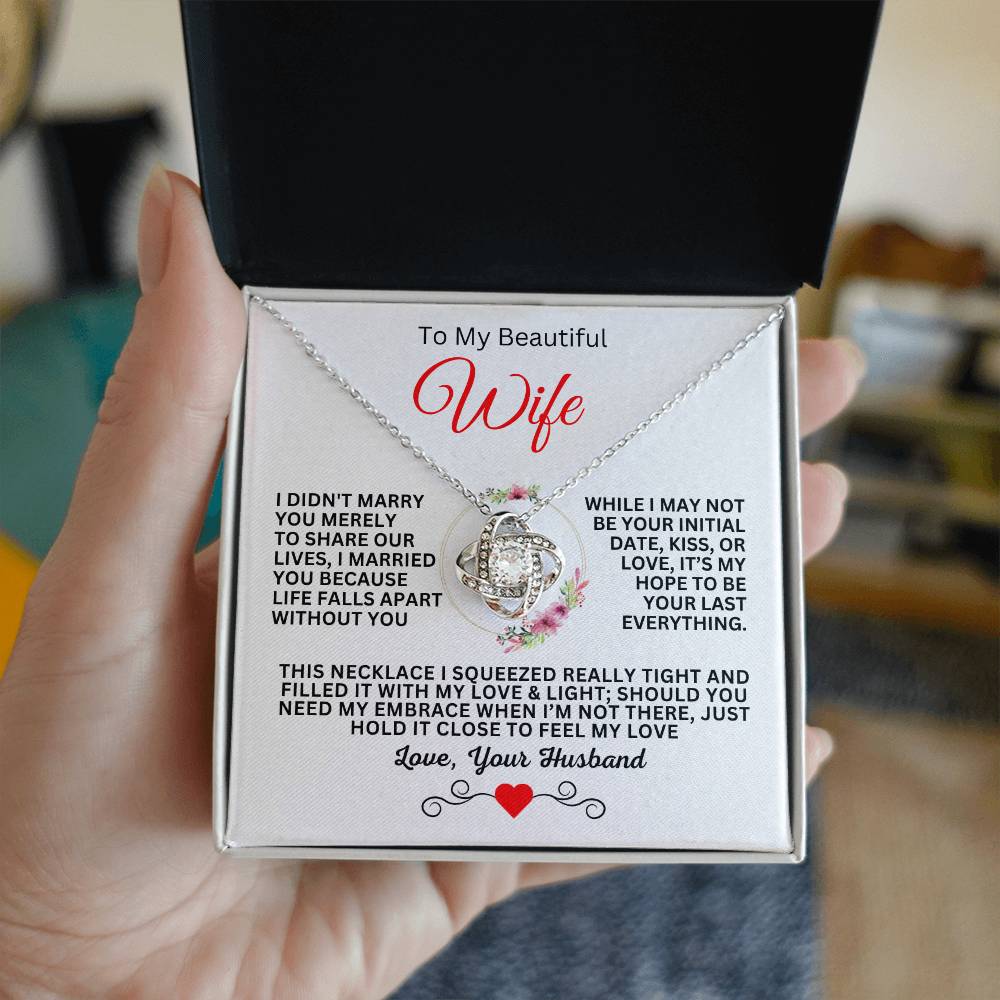 To My Beautiful
Wife
I DIDN'T MARRY
YOU MERELY
TO SHARE OUR
LIVES, I MARRIED
YOU BECAUSE
LIFE FALLS APART
WITHOUT YOU
WHILE I MAY NOT
BE YOUR INITIAL
DATE, KISS, OR
LOVE, IT’S MY
HOPE TO BE
YOUR LAST
EVERYTHING.
THIS NECKLACE I SQUEEZED REALLY TIGHT AND
FILLED IT WITH MY LOVE & LIGHT; SHOULD YOU
NEED MY EMBRACE WHEN I’M NOT THERE, JUST
HOLD IT CLOSE TO FEEL MY LOVE
Love, Your Husband